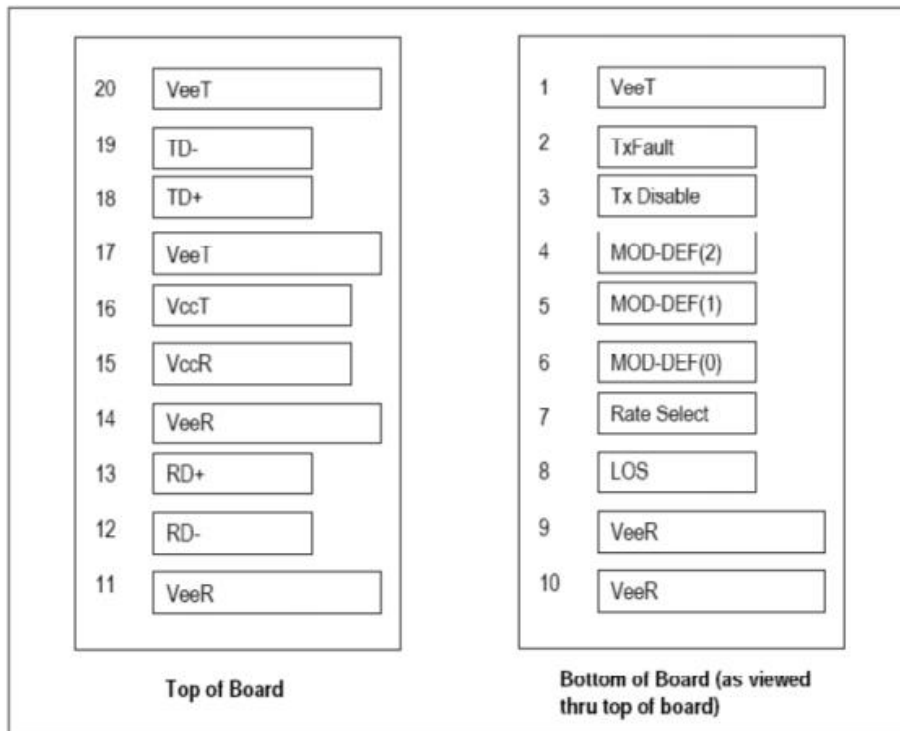 20 VeeT
19 TD-
18 TD+
17 VeeT
16 VccT
15 VccR
14 VeeR
13 RD+
12 RD-
11 VeeR
Top of Board
1 VeeT
2 TxFault
3 Tx Disable
4 MOD-DEF(2)
5 MOD-DEF(1)
6 MOD-DEF(0)
7 Rate Select
8 LOS
9 VeeR
10 VeeR
Bottom of Board (as viewed
thru top of board)